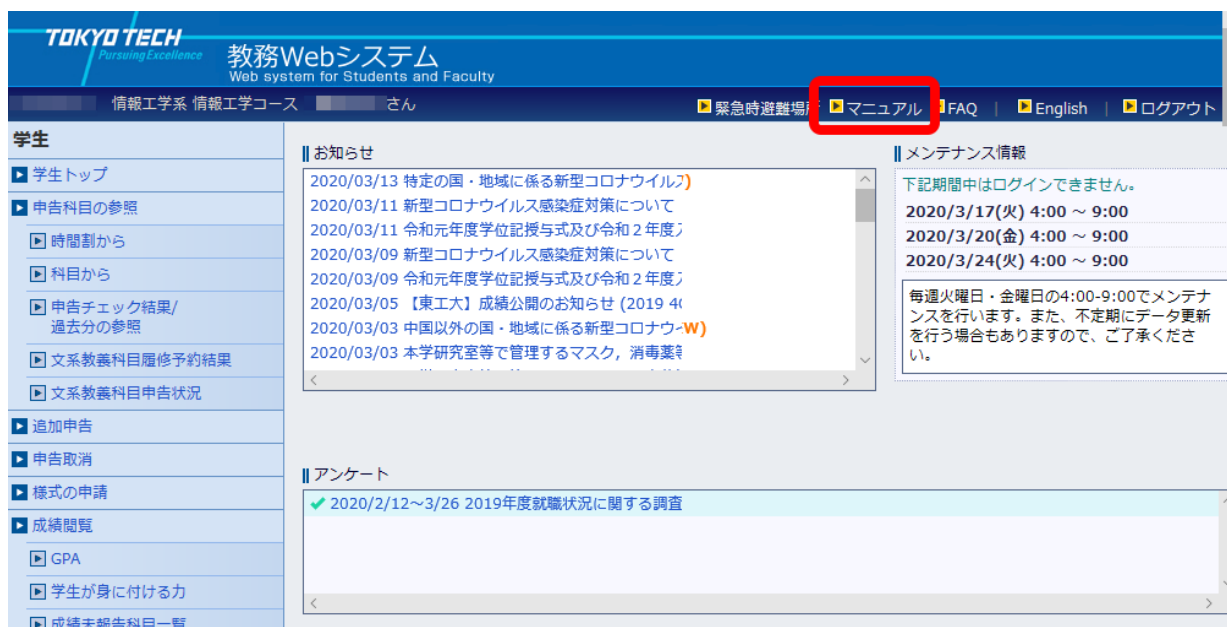 TOKYO TECH
Pursuing Excellence
教務Webシステム
Web system for Students and Faculty
情報工学系 情報工学コース さん
緊急時避難場 マニュアル FAQ | English | ログアウト
学生
学生トップ
申告科目の参照
時間割から
科目から
申告チェック結果/
過去分の参照
文系教養科目履修予約結果
文系教養科目申告状況
追加申告
申告取消
様式の申請
成績閲覧
GPA
学生が身に付ける力
成績未報告科目一覧
お知らせ
2020/03/13 特定の国・地域に係る新型コロナウイルス)
2020/03/11 新型コロナウイルス感染症対策について
2020/03/11 令和元年度学位記授与式及び令和２年度
2020/03/09 新型コロナウイルス感染症対策について
2020/03/09 令和元年度学位記授与式及び令和２年度
2020/03/05 【東工大】成績公開のお知らせ (2019 4
2020/03/03 中国以外の国・地域に係る新型コロナウW)
2020/03/03 本学研究室等で管理するマスク，消毒薬
アンケート
2020/2/12～3/26 2019年度就職状況に関する調査
メンテナンス情報
下記期間中はログインできません。
2020/3/17(火) 4:00 ～ 9:00
2020/3/20(金) 4:00 ～ 9:00
2020/3/24(火) 4:00 ～ 9:00
毎週火曜日・金曜日の4:00-9:00でメンテナ
ンスを行います。また、不定期にデータ更新
を行う場合もありますので、ご了承くださ
い。